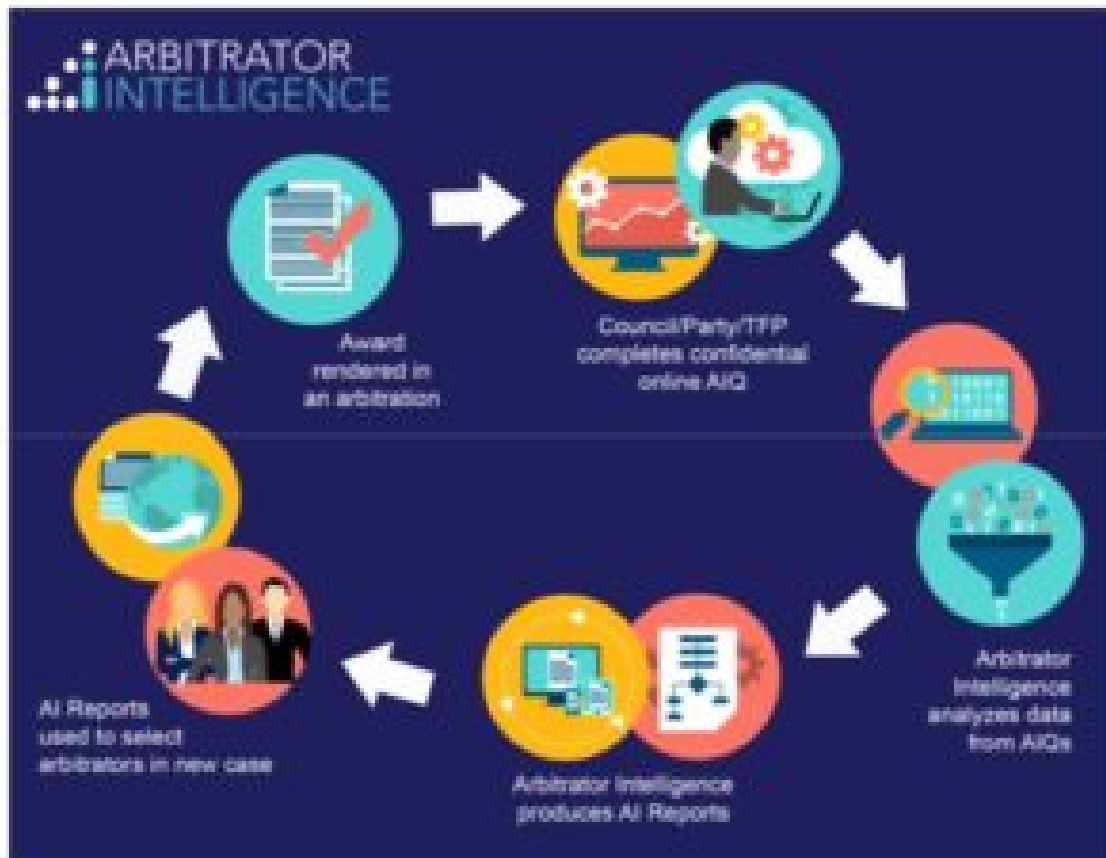 ARBITRATOR
INTELLIGENCE
Award
rendered in
an arbitration
Council/Party/TFP
completes confidential
online AIQ
Arbitrator
Intelligence
analyzes data
from AIQs
Arbitrator Intelligence
produces AI Reports
AI Reports
used to select
arbitrators in new case